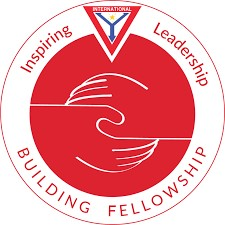 INTERNATIONAL
Inspiring Leadership
BUILDING FELLOWSHIP